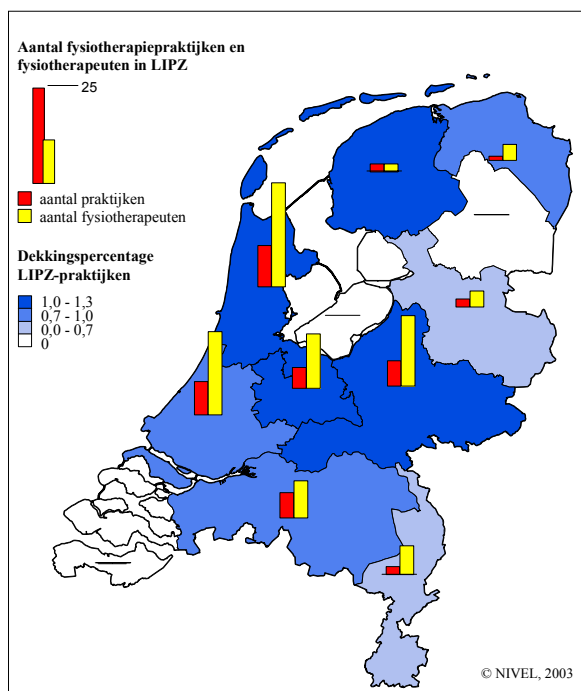 Aantal fysiotherapiepraktijken en
fysiotherapeuten in LIPZ
25
aantal praktijken
aantal fysiotherapeuten
Dekkingspercentage
LIPZ-praktijken
1,0 - 1,3
0,7 - 1,0
0,0 - 0,7
0
© NIVEL, 2003